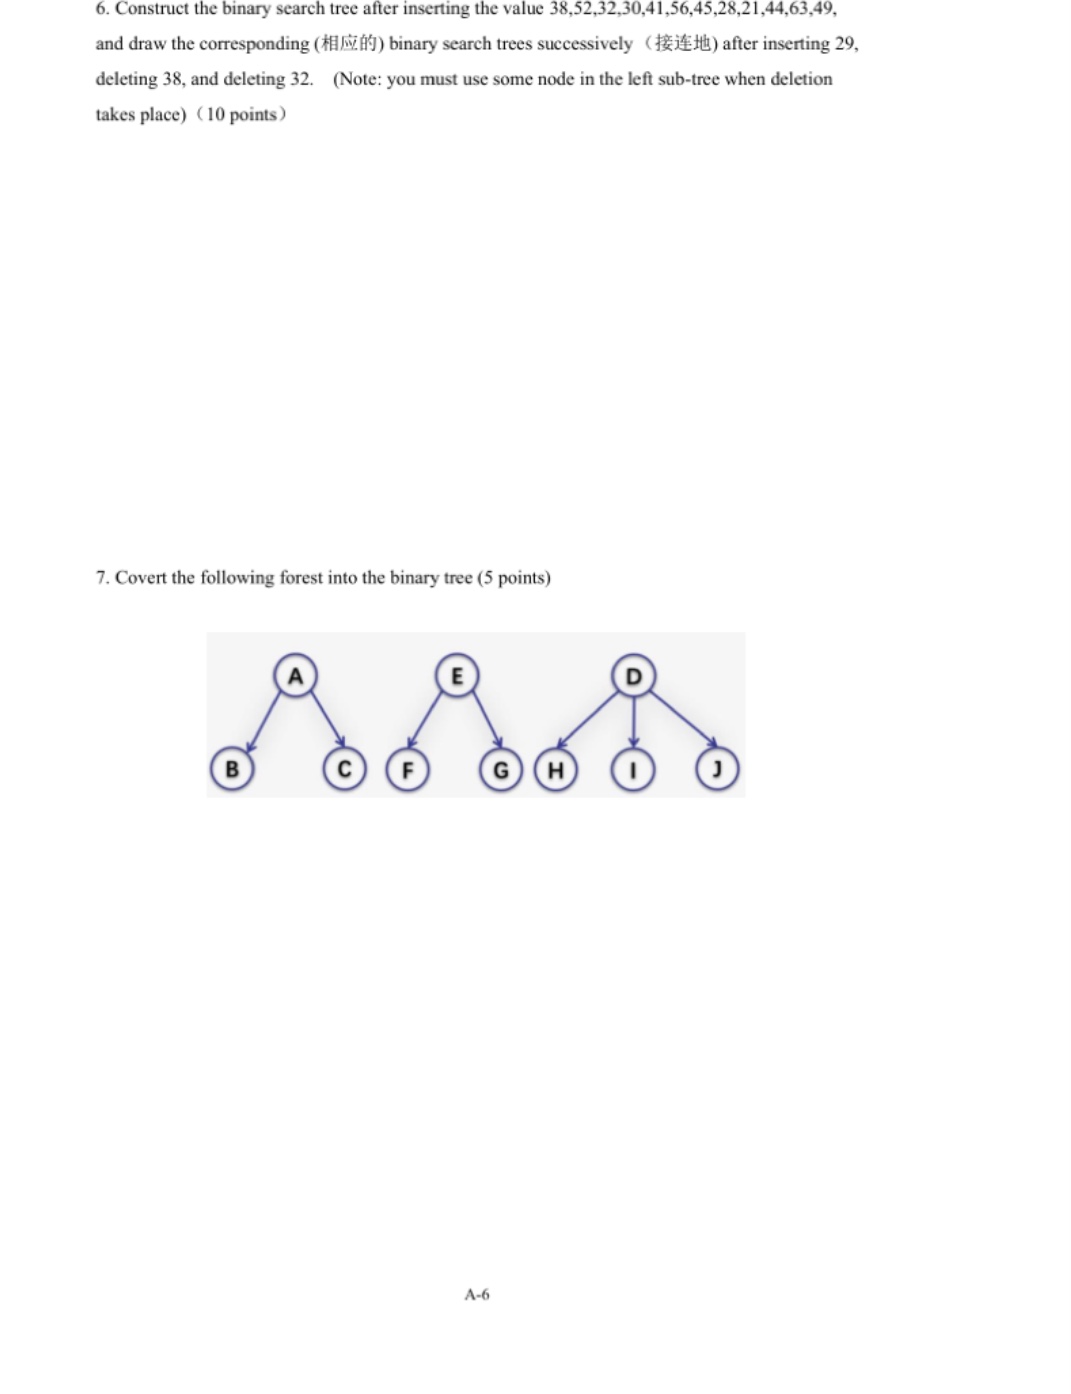 6. Construct the binary search tree after inserting the value 38,52,32,30,41,56,45,28,21,44,63,49,
and draw the corresponding (相应的) binary search trees successively（接连地) after inserting 29,
deleting 38, and deleting 32. (Note: you must use some node in the left sub-tree when deletion
takes place)（10 points）
7. Covert the following forest into the binary tree (5 points)
A E D
B C F G H I J
A-6